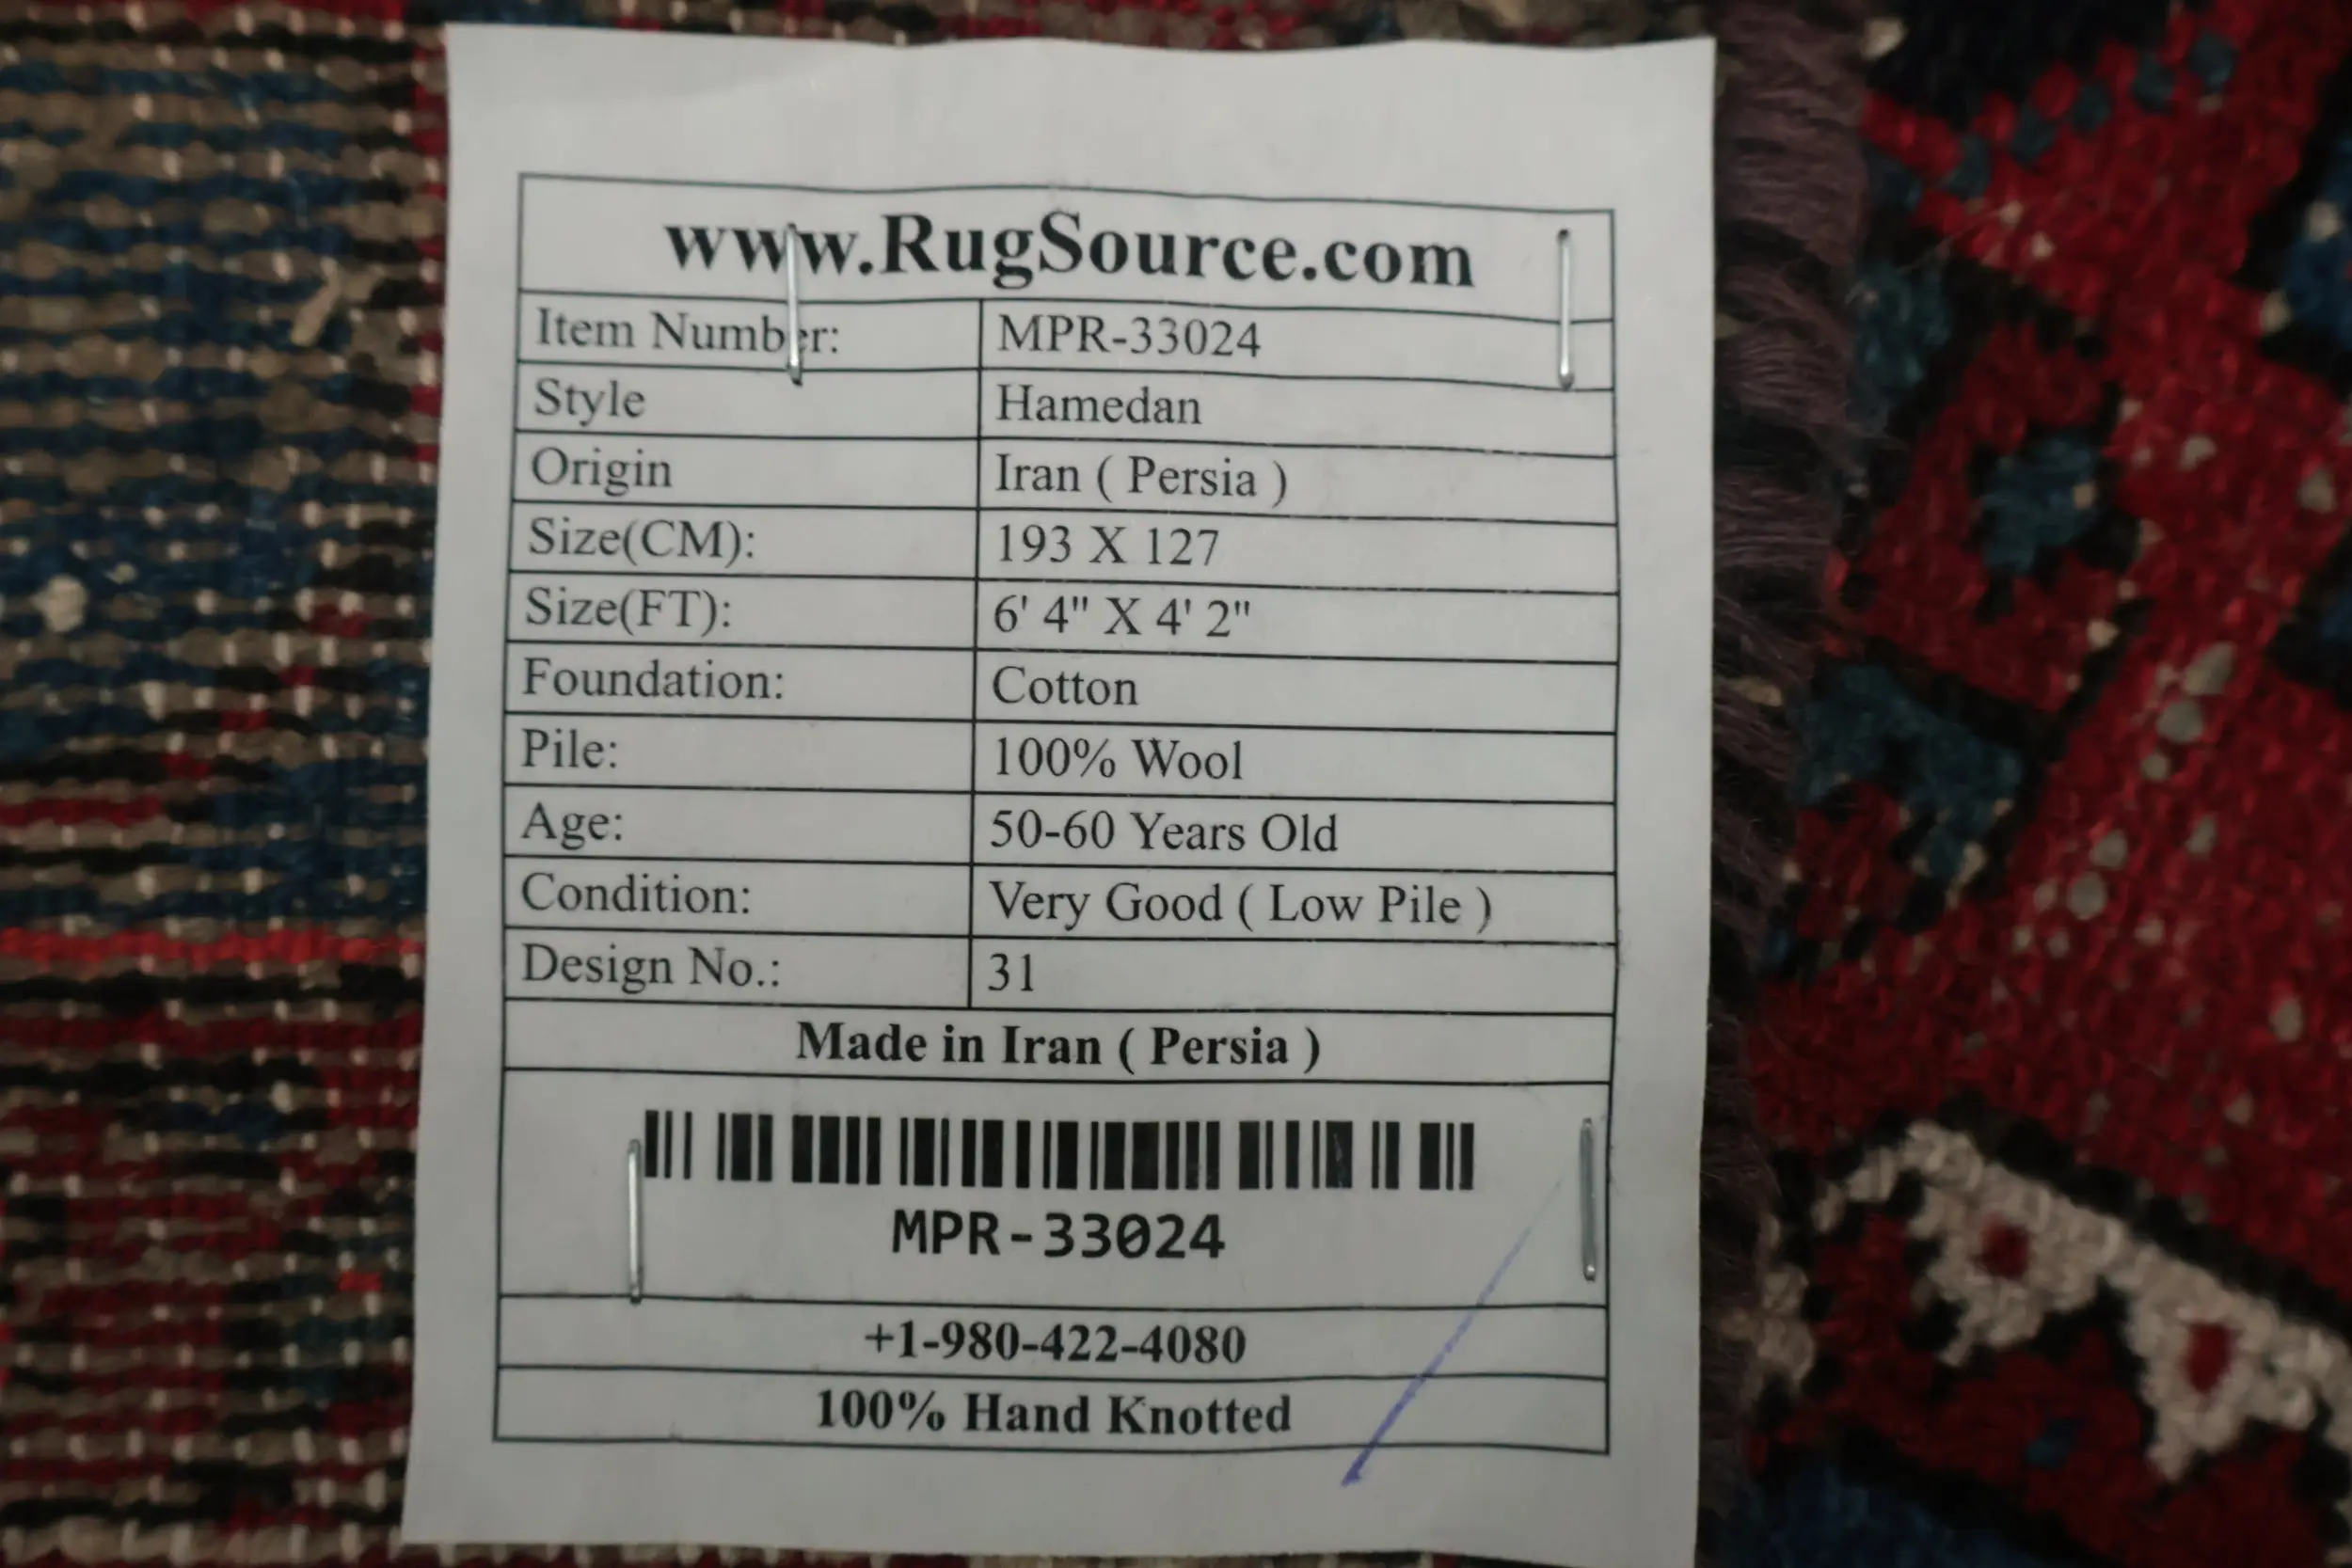 www.RugSource.com
Item Number: MPR-33024
Style Hamedan
Origin Iran ( Persia )
Size(CM): 193 X 127
Size(FT): 6' 4" X 4' 2"
Foundation: Cotton
Pile: 100% Wool
Age: 50-60 Years Old
Condition: Very Good ( Low Pile )
Design No.: 31
Made in Iran ( Persia )
MPR-33024
+1-980-422-4080
100% Hand Knotted